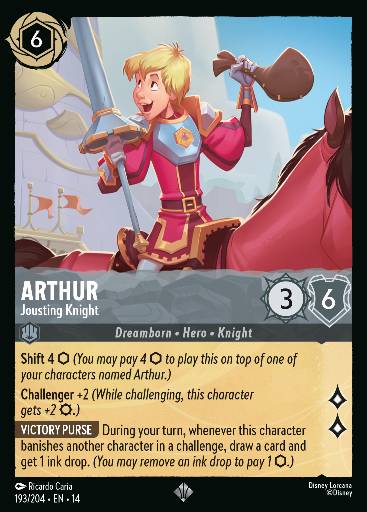 6
ARTHUR
Jousting Knight
3
6
Dreamborn • Hero • Knight
Shift 4 ⬡ (You may pay 4 ⬡ to play this on top of one of
your characters named Arthur.)
Challenger +2 (While challenging, this character
gets +2 ¤.)
VICTORY PURSE During your turn, whenever this character
banishes another character in a challenge, draw a card and
get 1 ink drop. (You may remove an ink drop to pay 1 ⬡.)
Ricardo Caria
Disney Lorcana
193/204 • EN • 14
©Disney